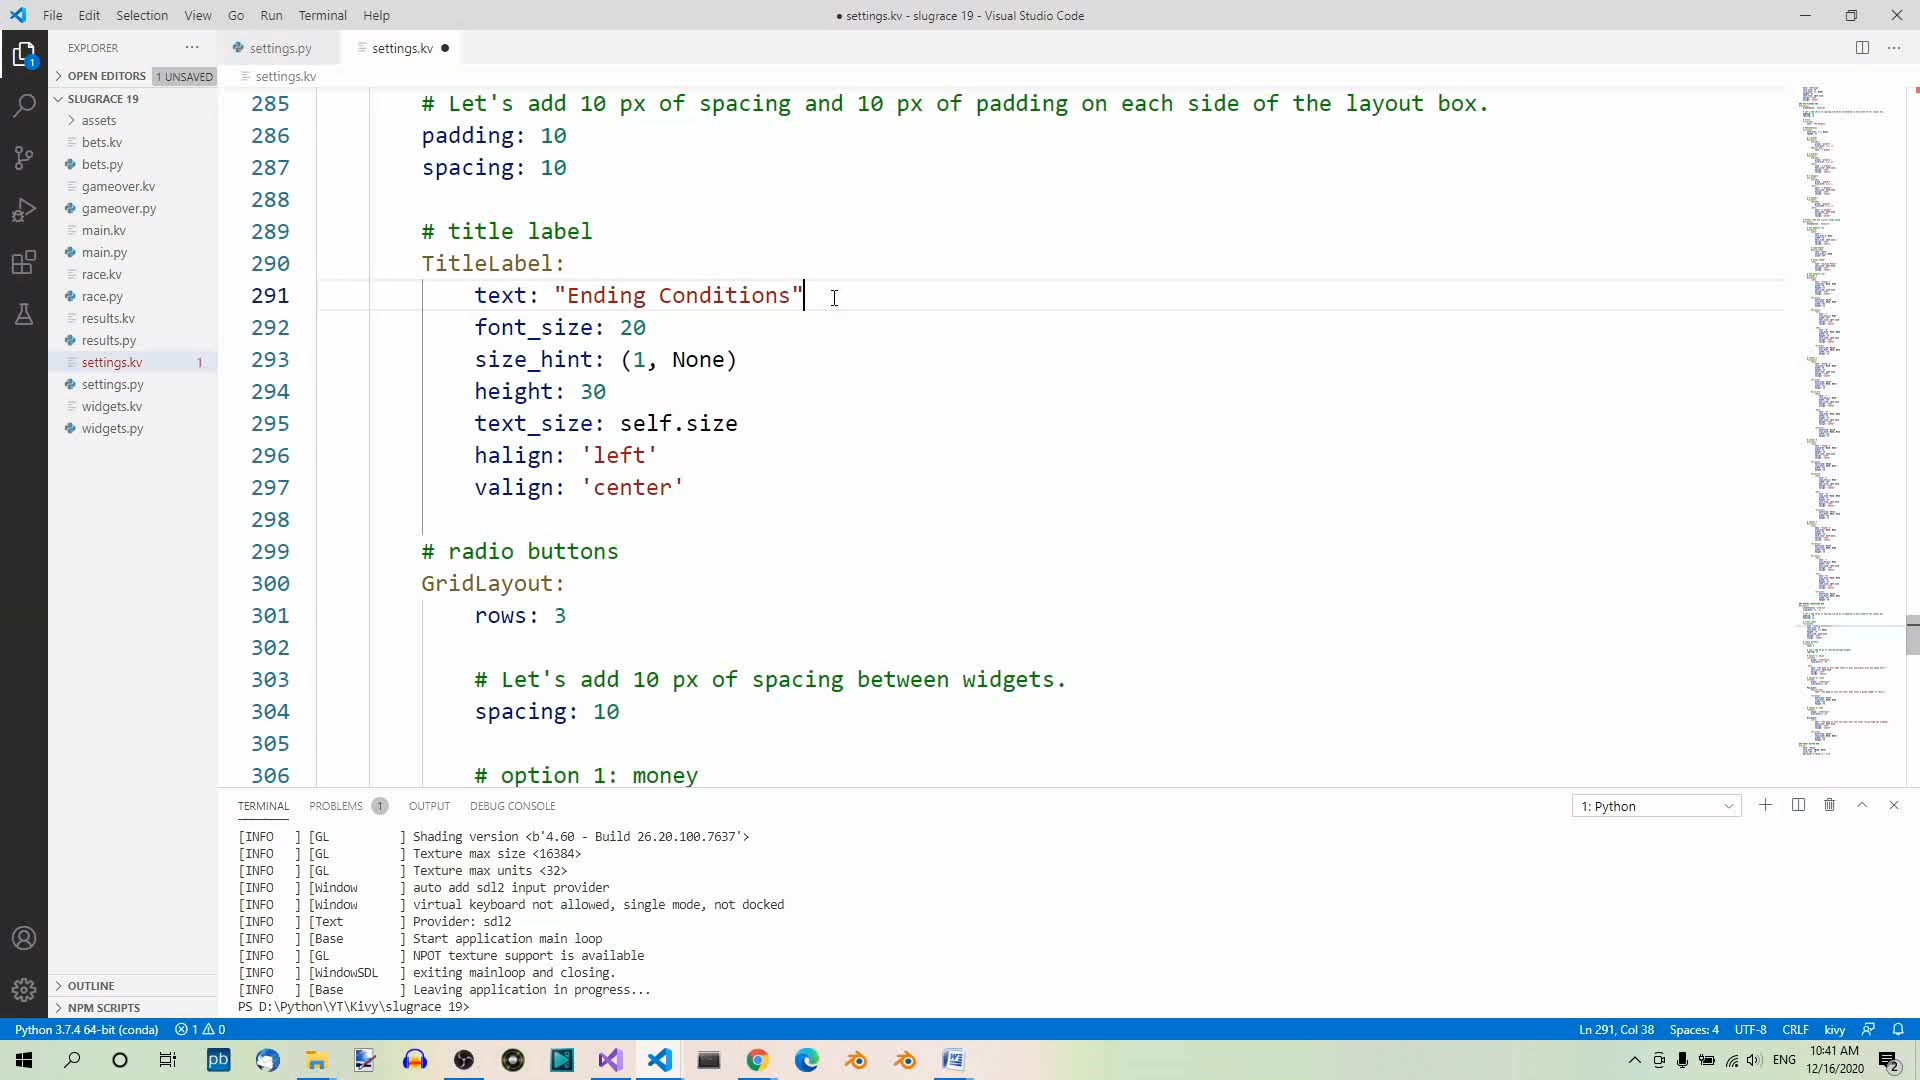 File Edit Selection View Go Run Terminal Help
● settings.kv - slugrace 19 - Visual Studio Code
EXPLORER
settings.py
settings.kv
OPEN EDITORS 1 UNSAVED
settings.kv
SLUGRACE 19
assets
bets.kv
bets.py
gameover.kv
gameover.py
main.kv
main.py
race.kv
race.py
results.kv
results.py
settings.kv 1
settings.py
widgets.kv
widgets.py
OUTLINE
NPM SCRIPTS
285 # Let's add 10 px of spacing and 10 px of padding on each side of the layout box.
286 padding: 10
287 spacing: 10
288
289 # title label
290 TitleLabel:
291 text: "Ending Conditions"
292 font_size: 20
293 size_hint: (1, None)
294 height: 30
295 text_size: self.size
296 halign: 'left'
297 valign: 'center'
298
299 # radio buttons
300 GridLayout:
301 rows: 3
302
303 # Let's add 10 px of spacing between widgets.
304 spacing: 10
305
306 # option 1: money
TERMINAL PROBLEMS 1 OUTPUT DEBUG CONSOLE
1: Python
[INFO ] [GL ] Shading version <b'4.60 - Build 26.20.100.7637'>
[INFO ] [GL ] Texture max size <16384>
[INFO ] [GL ] Texture max units <32>
[INFO ] [Window ] auto add sdl2 input provider
[INFO ] [Window ] virtual keyboard not allowed, single mode, not docked
[INFO ] [Text ] Provider: sdl2
[INFO ] [Base ] Start application main loop
[INFO ] [GL ] NPOT texture support is available
[INFO ] [WindowSDL ] exiting mainloop and closing.
[INFO ] [Base ] Leaving application in progress...
PS D:\Python\YT\Kivy\slugrace 19>
Python 3.7.4 64-bit (conda) 1 0
Ln 291, Col 38 Spaces: 4 UTF-8 CRLF kivy
1
pb
ENG
10:41 AM
12/16/2020
2